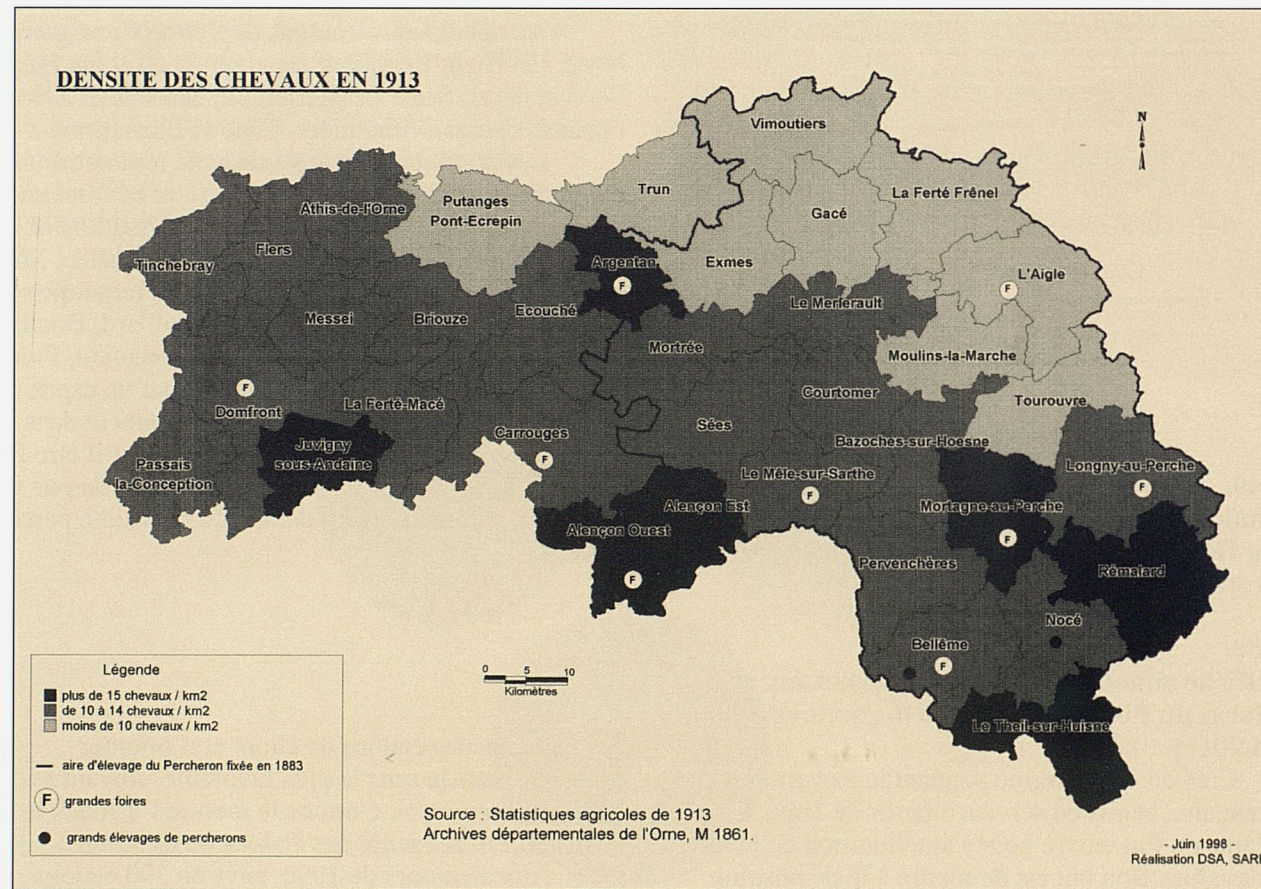 DENSITE DES CHEVAUX EN 1913
N
Vimoutiers
Trun
La Ferté Frênel
Putanges
Pont-Ecrepin
Athis-de-l'Orne
Gacé
Flers
Tinchebray
Argentan
Exmes
L'Aigle
F
F
Ecouché
Le Merlerault
Messei
Briouze
Mortrée
Moulins-la-Marche
F
Domfront
La Ferté-Macé
Courtomer
Tourouvre
Sées
Carrouges
Bazoches-sur-Hoesne
Juvigny
sous-Andaine
F
Passais
la-Conception
Le Mêle-sur-Sarthe
F
Longny-au-Perche
F
Alençon Est
Mortagne-au-Perche
Alençon Ouest
F
F
Pervenchères
Rémalard
Nocé
Bellême
F
Le Theil-sur-Huisne
Légende
plus de 15 chevaux / km2
de 10 à 14 chevaux / km2
moins de 10 chevaux / km2
aire d'élevage du Percheron fixée en 1883
F grandes foires
grands élevages de percherons
0 5 10
Kilomètres
Source : Statistiques agricoles de 1913
Archives départementales de l'Orne, M 1861.
- Juin 1998 -
Réalisation DSA, SARI